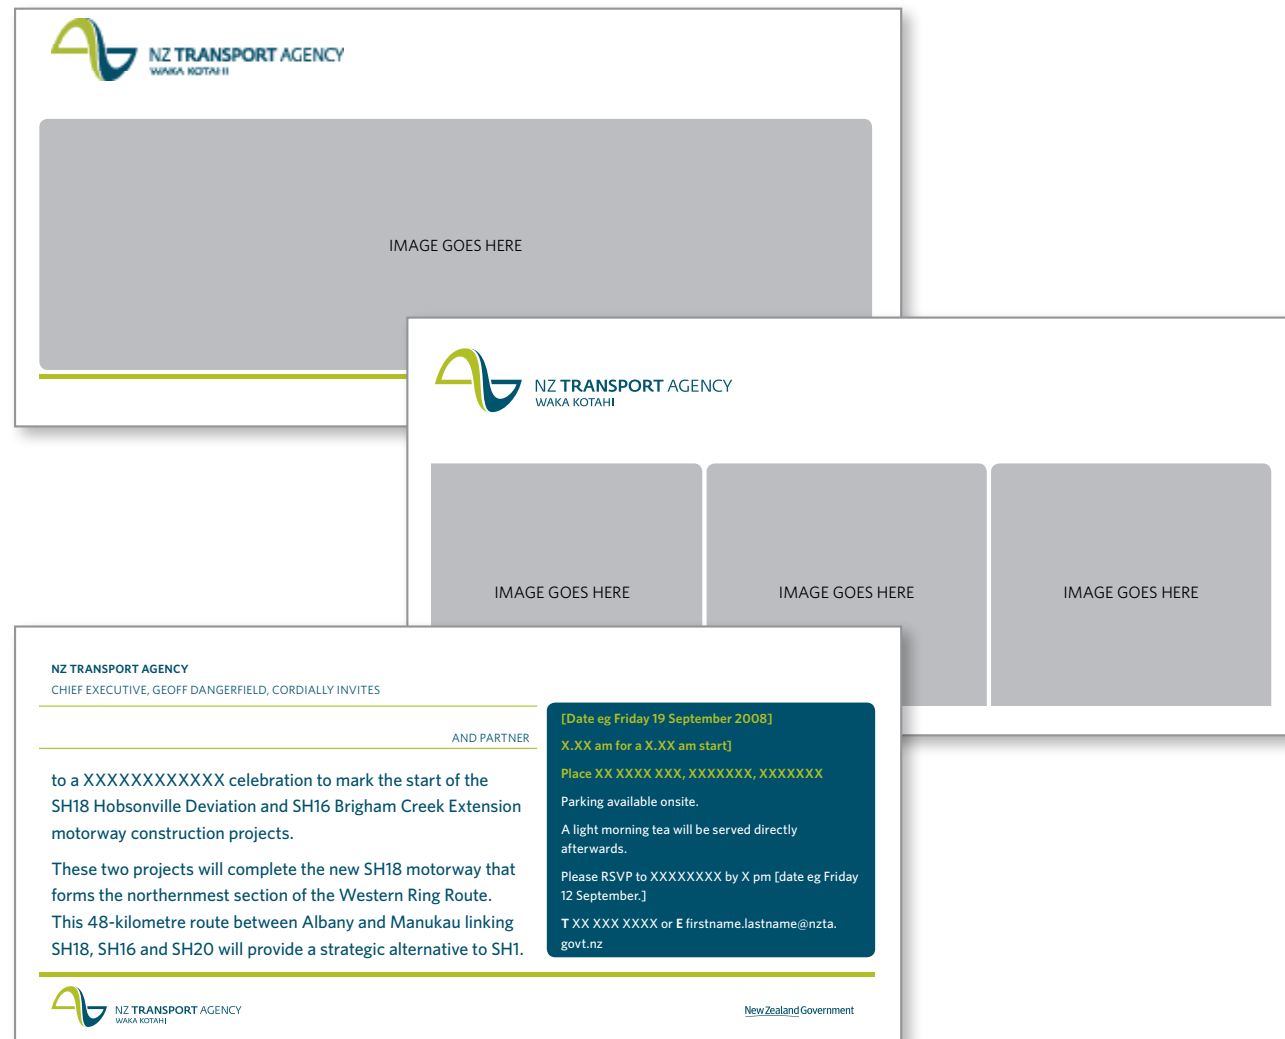 NZ TRANSPORT AGENCY
WAKA KOTAHI
IMAGE GOES HERE
NZ TRANSPORT AGENCY
WAKA KOTAHI
IMAGE GOES HERE
IMAGE GOES HERE
IMAGE GOES HERE
NZ TRANSPORT AGENCY
CHIEF EXECUTIVE, GEOFF DANGERFIELD, CORDIALLY INVITES
AND PARTNER
to a XXXXXXXXXXXX celebration to mark the start of the
SH18 Hobsonville Deviation and SH16 Brigham Creek Extension
motorway construction projects.
These two projects will complete the new SH18 motorway that
forms the northernmost section of the Western Ring Route.
This 48-kilometre route between Albany and Manukau linking
SH18, SH16 and SH20 will provide a strategic alternative to SH1.
[Date eg Friday 19 September 2008]
X.XX am for a X.XX am start]
Place XX XXXX XXX, XXXXXXX, XXXXXXX
Parking available onsite.
A light morning tea will be served directly
afterwards.
Please RSVP to XXXXXXXX by X pm [date eg Friday
12 September.]
T XX XXX XXXX or E firstname.lastname@nzta.
govt.nz
NZ TRANSPORT AGENCY
WAKA KOTAHI
New Zealand Government